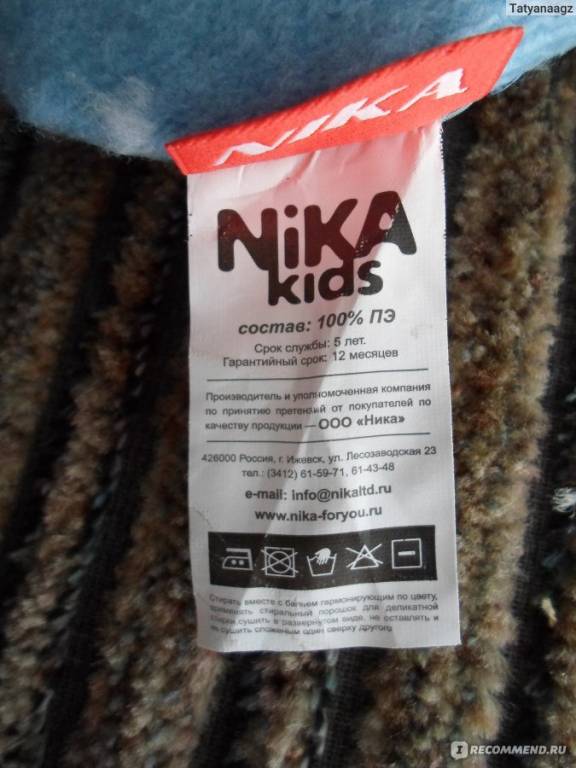 Tatyanaagz
NIKA
NiKA
kids
состав: 100% ПЭ
Срок службы: 5 лет.
Гарантийный срок: 12 месяцев
Производитель и уполномоченная компания
по принятию претензий от покупателей по
качеству продукции — ООО «Ника»
426000 Россия, г. Ижевск, ул. Лесозаводская 23
тел.: (3412) 61-59-71, 61-43-48
e-mail: info@nikaltd.ru
www.nika-foryou.ru
Стирать вместе с бельем гармонирующим по цвету,
применять стиральный порошок для деликатной
стирки,сушить в развернутом виде, не оставлять и
не сушить сложеным один сверху другого
RECOMMEND.RU